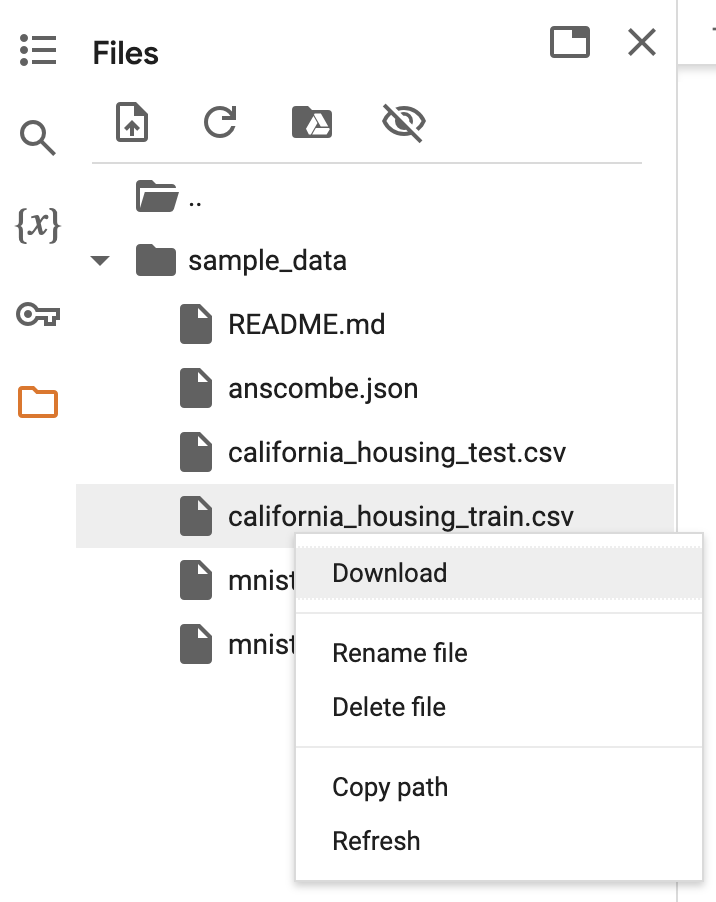 Files
..
sample_data
README.md
anscombe.json
california_housing_test.csv
california_housing_train.csv
mnist
mnist
Download
Rename file
Delete file
Copy path
Refresh
{x}